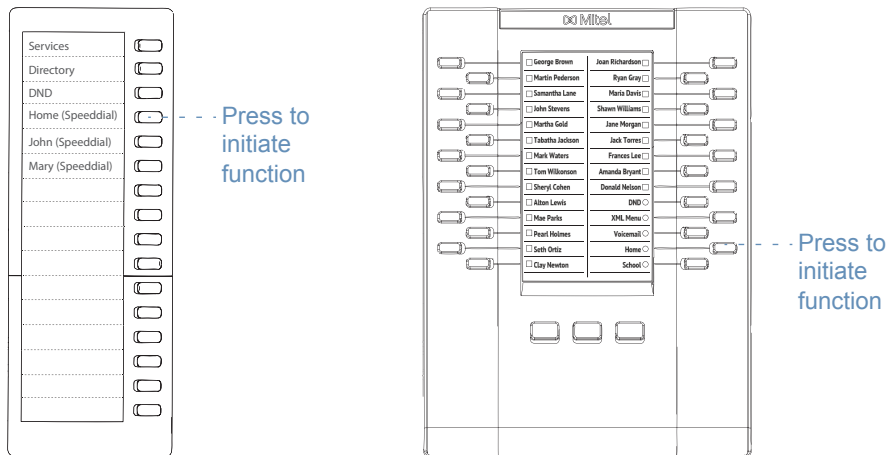 Services
Directory
DND
Home (Speeddial)
John (Speeddial)
Mary (Speeddial)
Press to
initiate
function
Mitel
George Brown
Martin Pederson
Samantha Lane
John Stevens
Martha Gold
Tabatha Jackson
Mark Waters
Tom Wilkonson
Sheryl Cohen
Alton Lewis
Mae Parks
Pearl Holmes
Seth Ortiz
Clay Newton
Joan Richardson
Ryan Gray
Maria Davis
Shawn Williams
Jane Morgan
Jack Torres
Frances Lee
Amanda Bryant
Donald Nelson
DND
XML Menu
Voicemail
Home
School
Press to
initiate
function